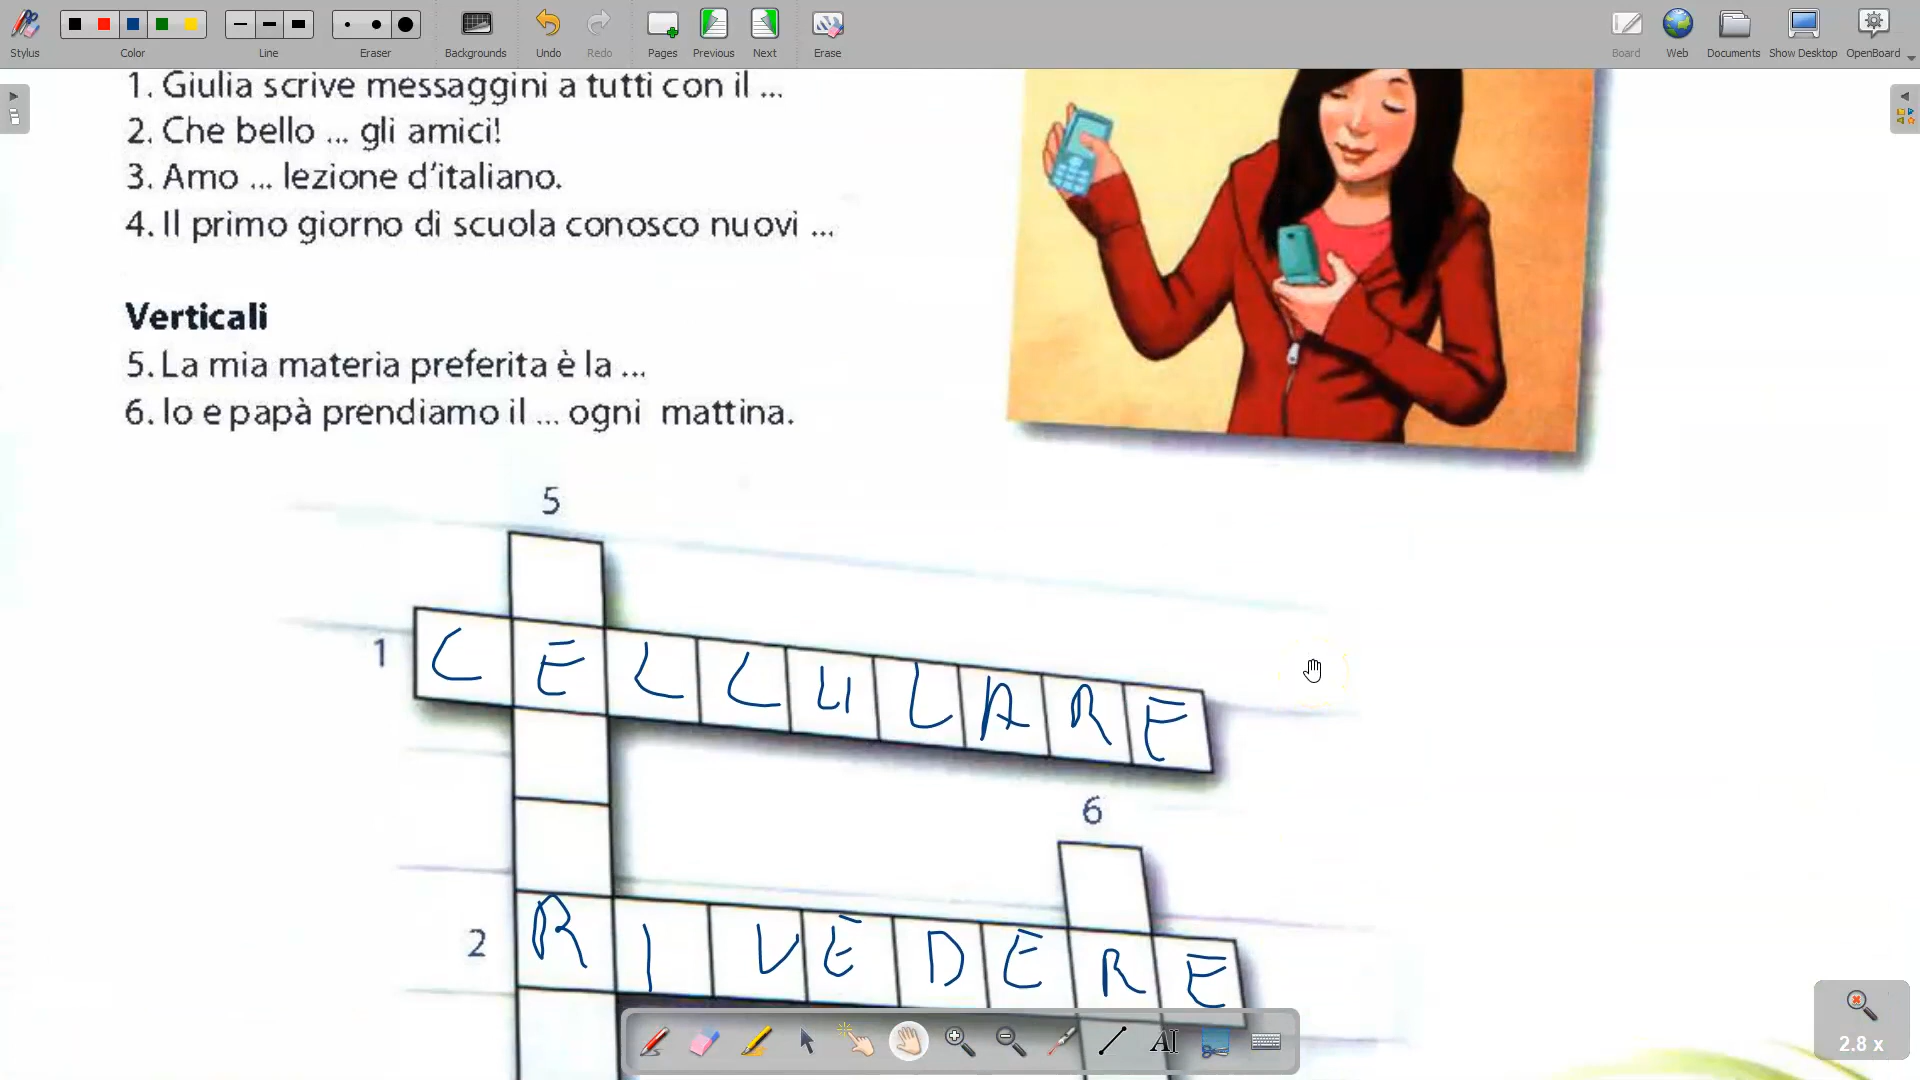 Stylus Color Line Eraser Backgrounds Undo Redo Pages Previous Next Erase Board Web Documents Show Desktop OpenBoard
1. Giulia scrive messaggini a tutti con il ...
2. Che bello ... gli amici!
3. Amo ... lezione d'italiano.
4. Il primo giorno di scuola conosco nuovi ...
Verticali
5. La mia materia preferita è la ...
6. Io e papà prendiamo il ... ogni mattina.
5
1 CELLULARE
6
2 RIVEDERE
AI
2.8 x